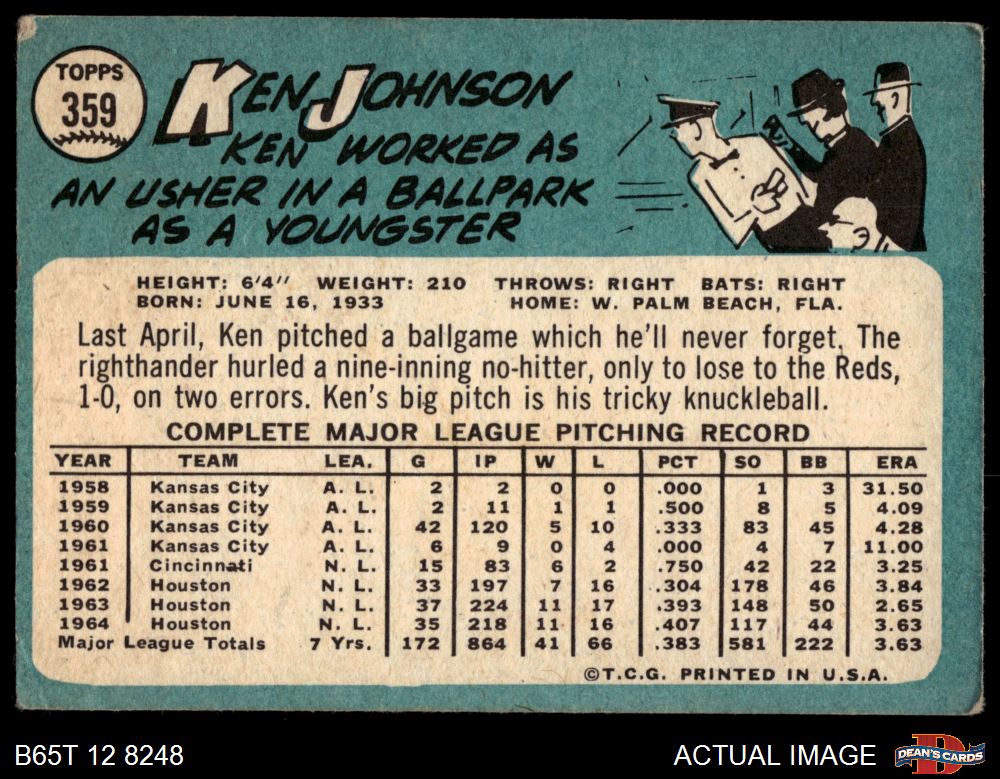 TOPPS
359
KEN JOHNSON
KEN WORKED AS
AN USHER IN A BALLPARK
AS A YOUNGSTER
HEIGHT: 6'4" WEIGHT: 210 THROWS: RIGHT BATS: RIGHT
BORN: JUNE 16, 1933 HOME: W. PALM BEACH, FLA.
Last April, Ken pitched a ballgame which he'll never forget. The
righthander hurled a nine-inning no-hitter, only to lose to the Reds,
1-0, on two errors. Ken's big pitch is his tricky knuckleball.
COMPLETE MAJOR LEAGUE PITCHING RECORD
YEAR TEAM LEA. G IP W L PCT SO BB ERA
1958 Kansas City A. L. 2 2 0 0 .000 1 3 31.50
1959 Kansas City A. L. 2 11 1 1 .500 8 5 4.09
1960 Kansas City A. L. 42 120 5 10 .333 83 45 4.28
1961 Kansas City A. L. 6 9 0 4 .000 4 7 11.00
1961 Cincinnati N. L. 15 83 6 2 .750 42 22 3.25
1962 Houston N. L. 33 197 7 16 .304 178 46 3.84
1963 Houston N. L. 37 224 11 17 .393 148 50 2.65
1964 Houston N. L. 35 218 11 16 .407 117 44 3.63
Major League Totals 7 Yrs. 172 864 41 66 .383 581 222 3.63
©T.C.G. PRINTED IN U.S.A.
B65T 12 8248 ACTUAL IMAGE DEAN'S CARDS